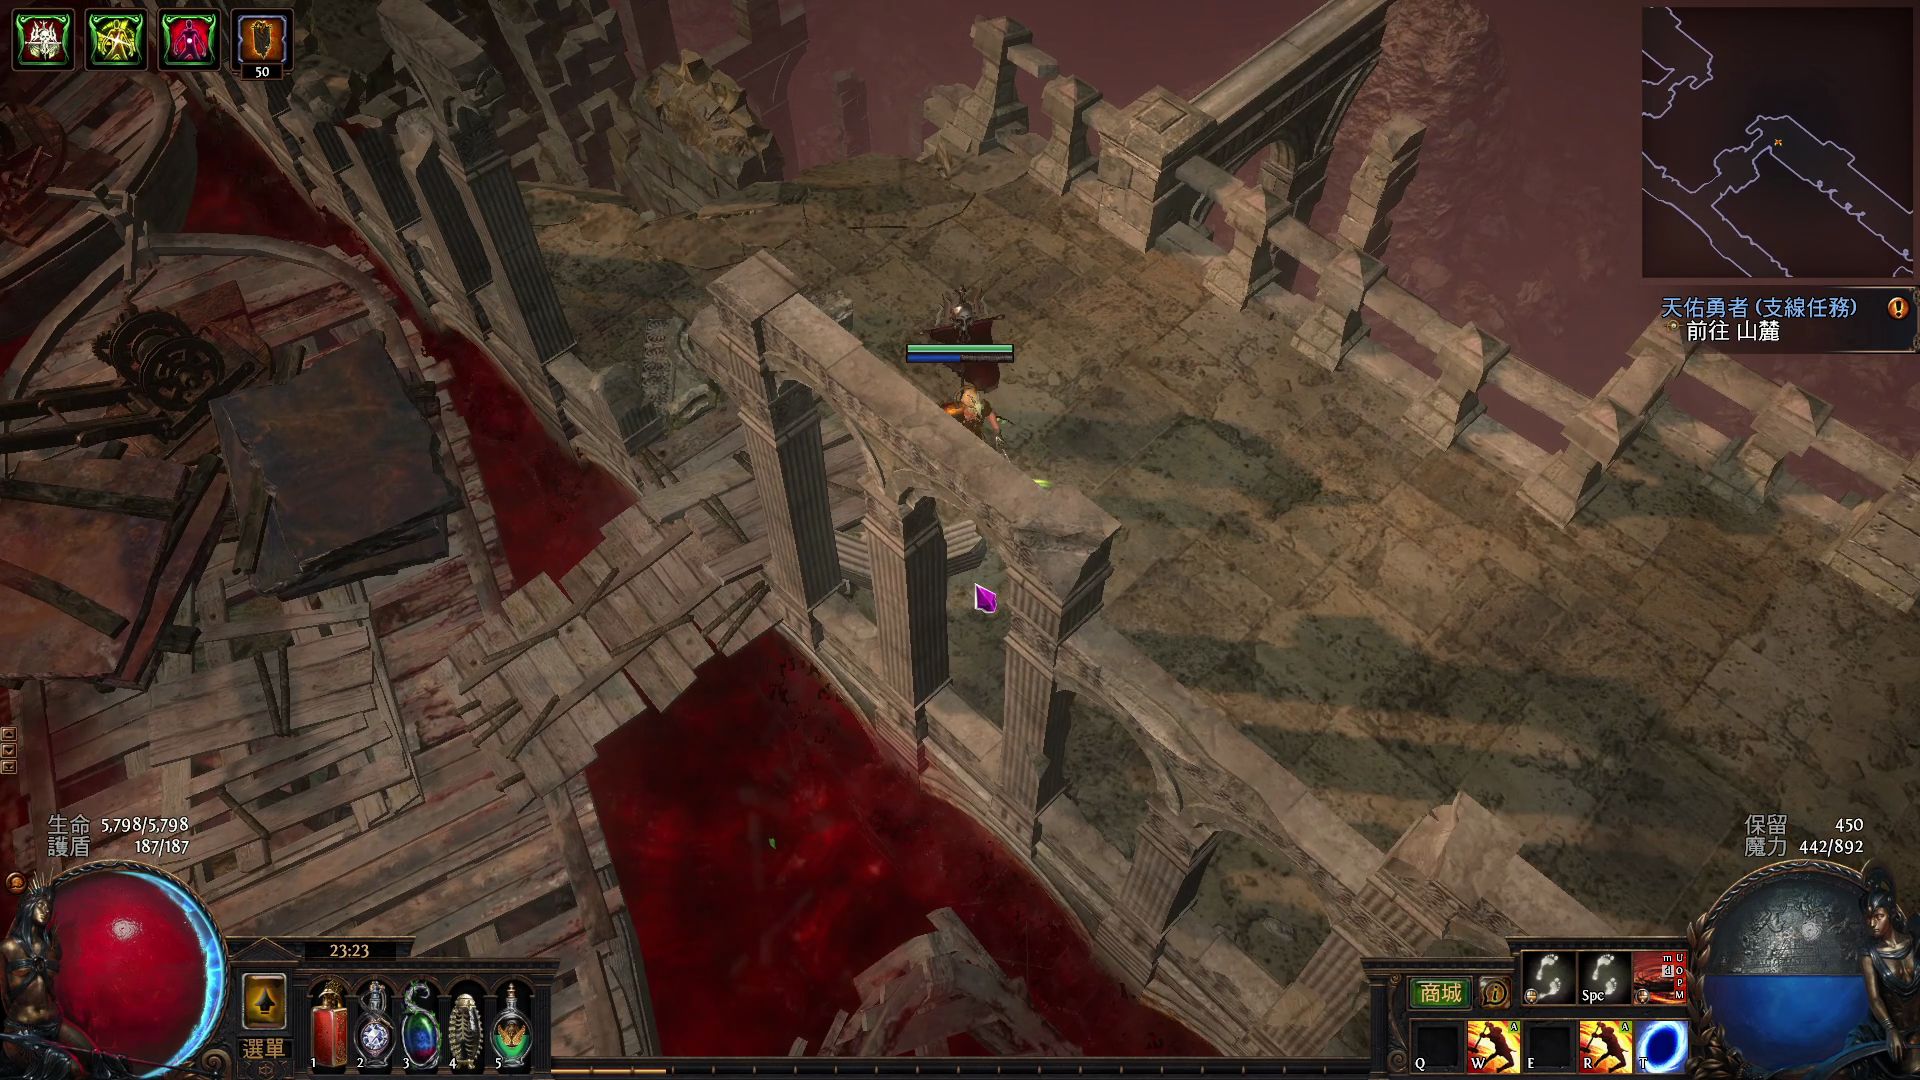 50
天佑勇者 (支線任務)
前往 山麓
生命 5,798/5,798
護盾 187/187
保留 450
魔力 442/892
23:23
選單
1
2
3
4
5
商城
Spc
m U
d O
P
M
Q
W
A
E
R
A
T